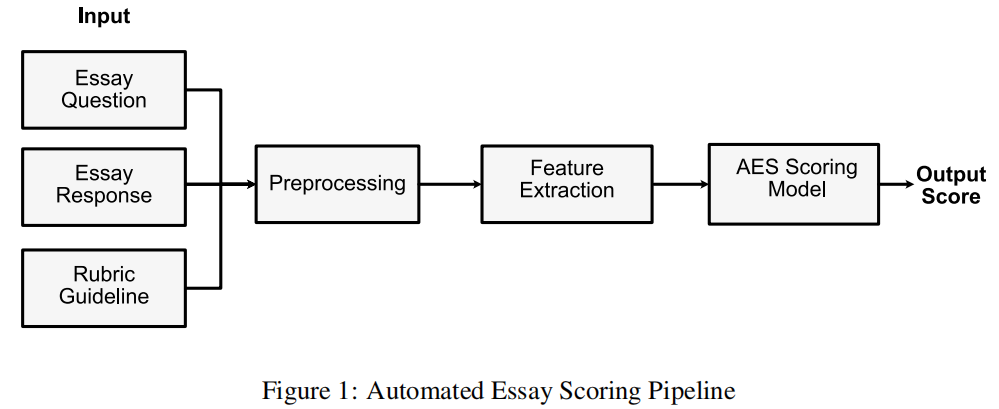 Input
Essay
Question
Essay
Response
Rubric
Guideline
Preprocessing
Feature
Extraction
AES Scoring
Model
Output
Score
Figure 1: Automated Essay Scoring Pipeline